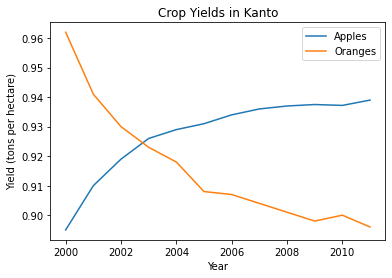 Crop Yields in Kanto
Apples
Oranges
Yield (tons per hectare)
0.96
0.95
0.94
0.93
0.92
0.91
0.90
2000 2002 2004 2006 2008 2010
Year